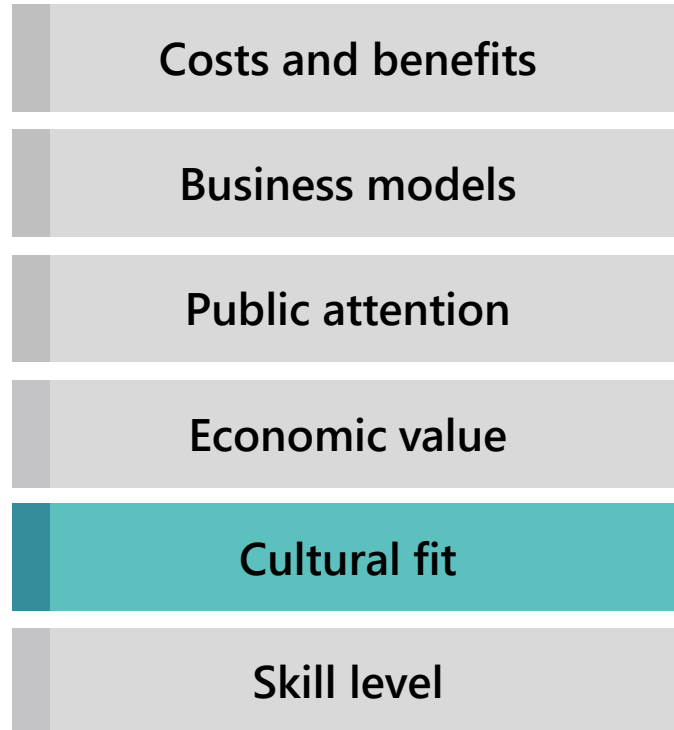 Costs and benefits
Business models
Public attention
Economic value
Cultural fit
Skill level